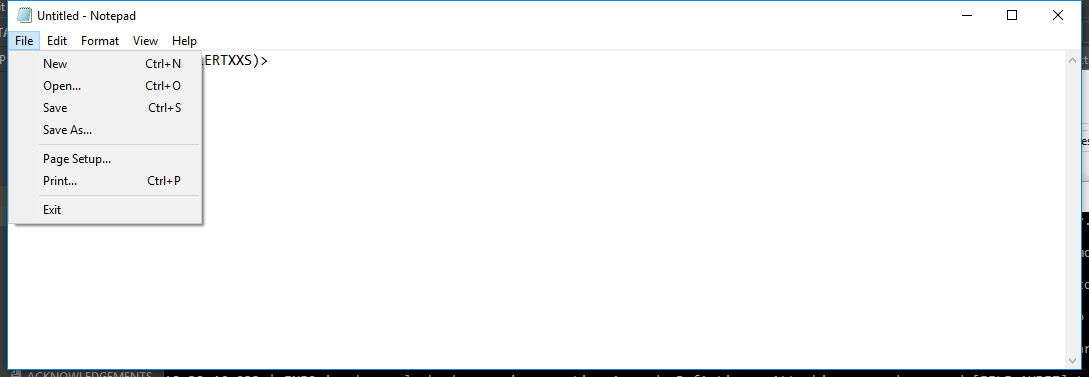 Untitled - Notepad
File Edit Format View Help
ERTXXS)>
New Ctrl+N
Open... Ctrl+O
Save Ctrl+S
Save As...
Page Setup...
Print... Ctrl+P
Exit
ACKNOWLEDGEMENTS